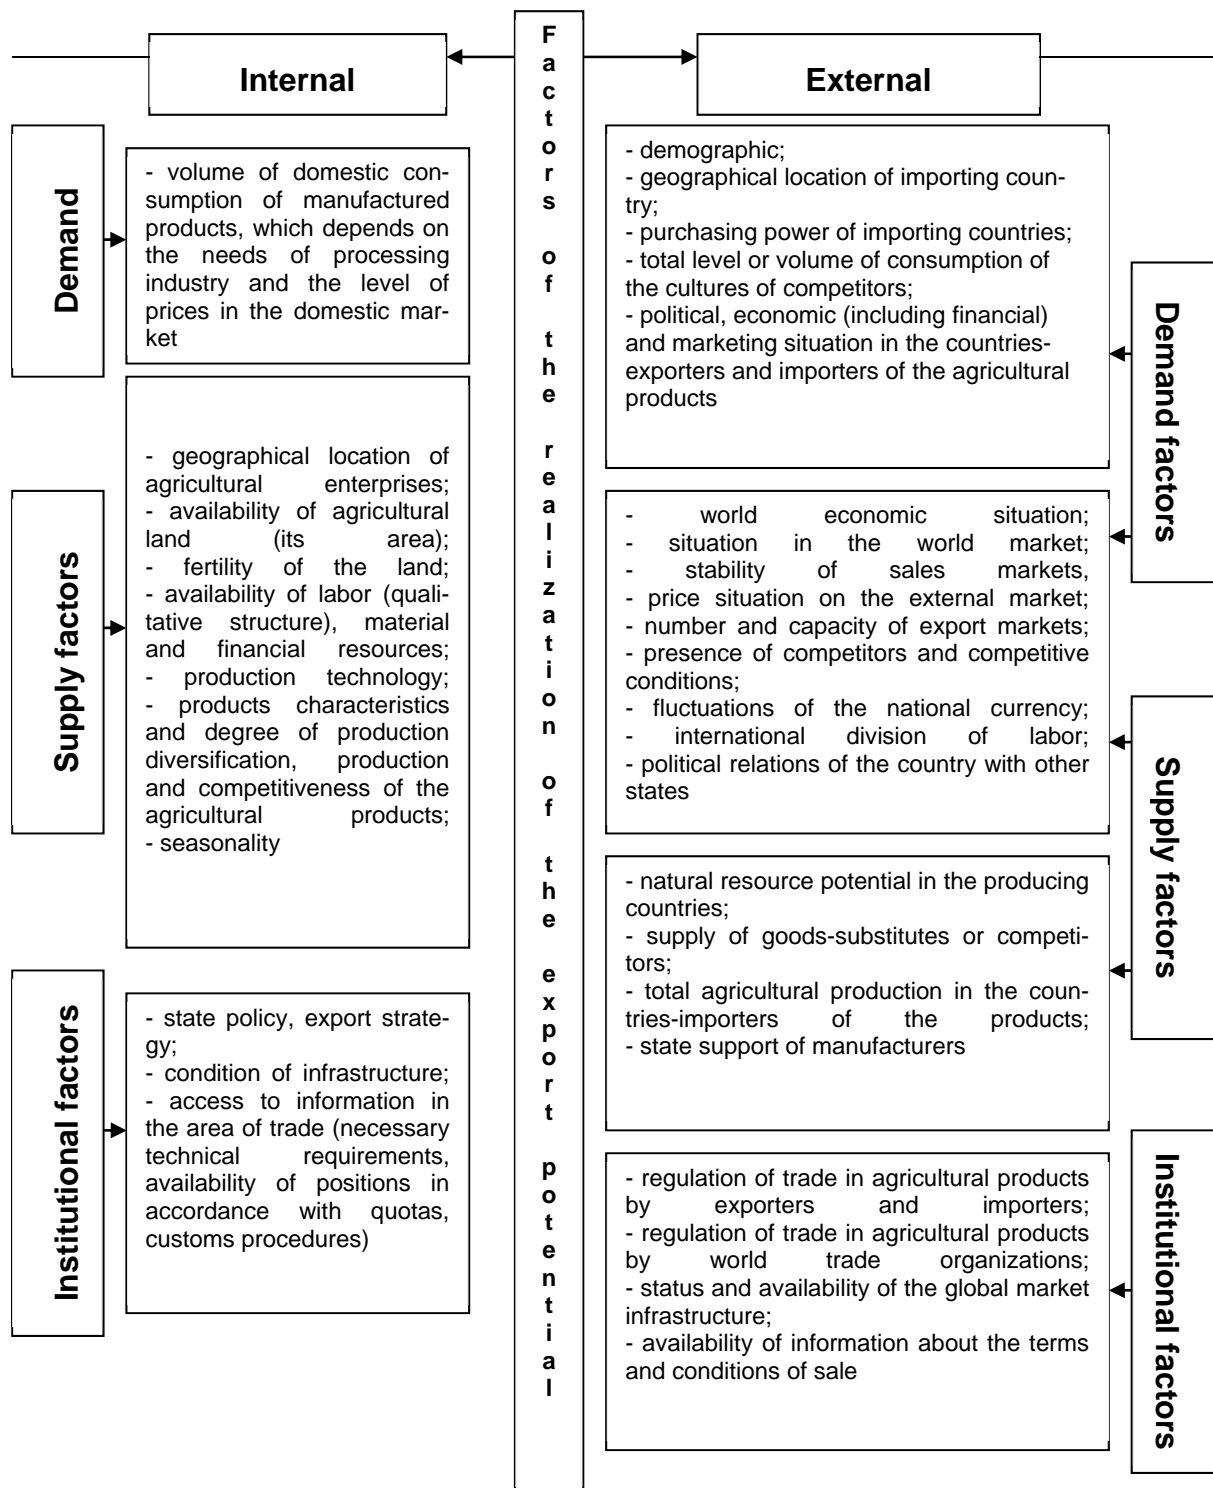 Factors of the realization of the export potential
Internal
Demand
- volume of domestic con-
sumption of manufactured
products, which depends on
the needs of processing
industry and the level of
prices in the domestic mar-
ket
Supply factors
- geographical location of
agricultural enterprises;
- availability of agricultural
land (its area);
- fertility of the land;
- availability of labor (quali-
tative structure), material
and financial resources;
- production technology;
- products characteristics
and degree of production
diversification, production
and competitiveness of the
agricultural products;
- seasonality
Institutional factors
- state policy, export strate-
gy;
- condition of infrastructure;
- access to information in
the area of trade (necessary
technical requirements,
availability of positions in
accordance with quotas,
customs procedures)
External
- demographic;
- geographical location of importing coun-
try;
- purchasing power of importing countries;
- total level or volume of consumption of
the cultures of competitors;
- political, economic (including financial)
and marketing situation in the countries-
exporters and importers of the agricultural
products
Demand factors
- world economic situation;
- situation in the world market;
- stability of sales markets,
- price situation on the external market;
- number and capacity of export markets;
- presence of competitors and competitive
conditions;
- fluctuations of the national currency;
- international division of labor;
- political relations of the country with other
states
Supply factors
- natural resource potential in the producing
countries;
- supply of goods-substitutes or competi-
tors;
- total agricultural production in the coun-
tries-importers of the products;
- state support of manufacturers
Institutional factors
- regulation of trade in agricultural products
by exporters and importers;
- regulation of trade in agricultural products
by world trade organizations;
- status and availability of the global market
infrastructure;
- availability of information about the terms
and conditions of sale